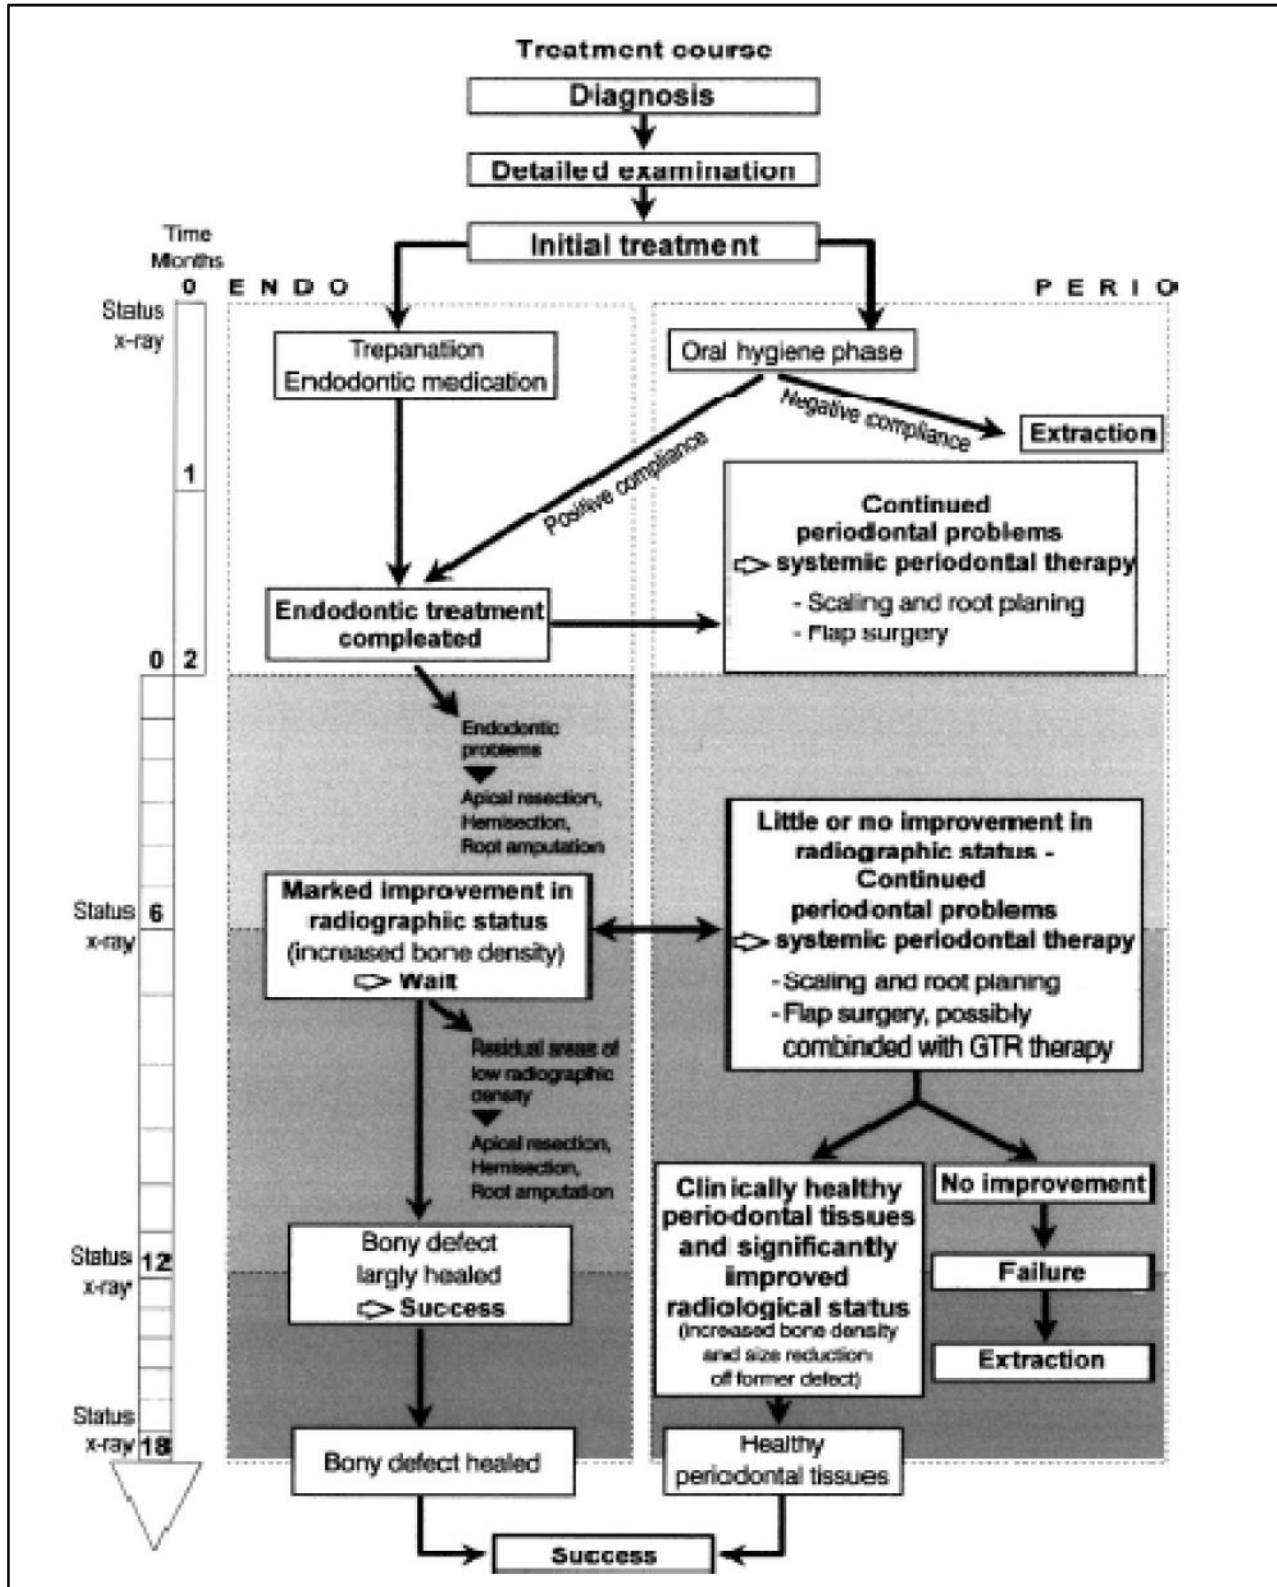 Treatment course
Diagnosis
Detailed examination
Initial treatment
Time
Months
0
E N D O
P E R I O
Status
x-ray
Trepanation
Endodontic medication
Oral hygiene phase
Negative compliance
Extraction
Positive compliance
1
Continued
periodontal problems
systemic periodontal therapy
- Scaling and root planing
- Flap surgery
Endodontic treatment
compleated
0 2
Endodontic
problems
Apical resection,
Hemisection,
Root amputation
Little or no improvement in
radiographic status -
Continued
periodontal problems
systemic periodontal therapy
- Scaling and root planing
- Flap surgery, possibly
combinded with GTR therapy
Marked improvement in
radiographic status
(increased bone density)
Wait
Status 6
x-ray
Residual areas of
low radiographic
density
Apical resection,
Hemisection,
Root amputation
Clinically healthy
periodontal tissues
and significantly
improved
radiological status
(increased bone density
and size reduction
of former defect)
No improvement
Failure
Extraction
Bony defect
largely healed
Success
Status 12
x-ray
Status
x-ray 18
Bony defect healed
Healthy
periodontal tissues
Success